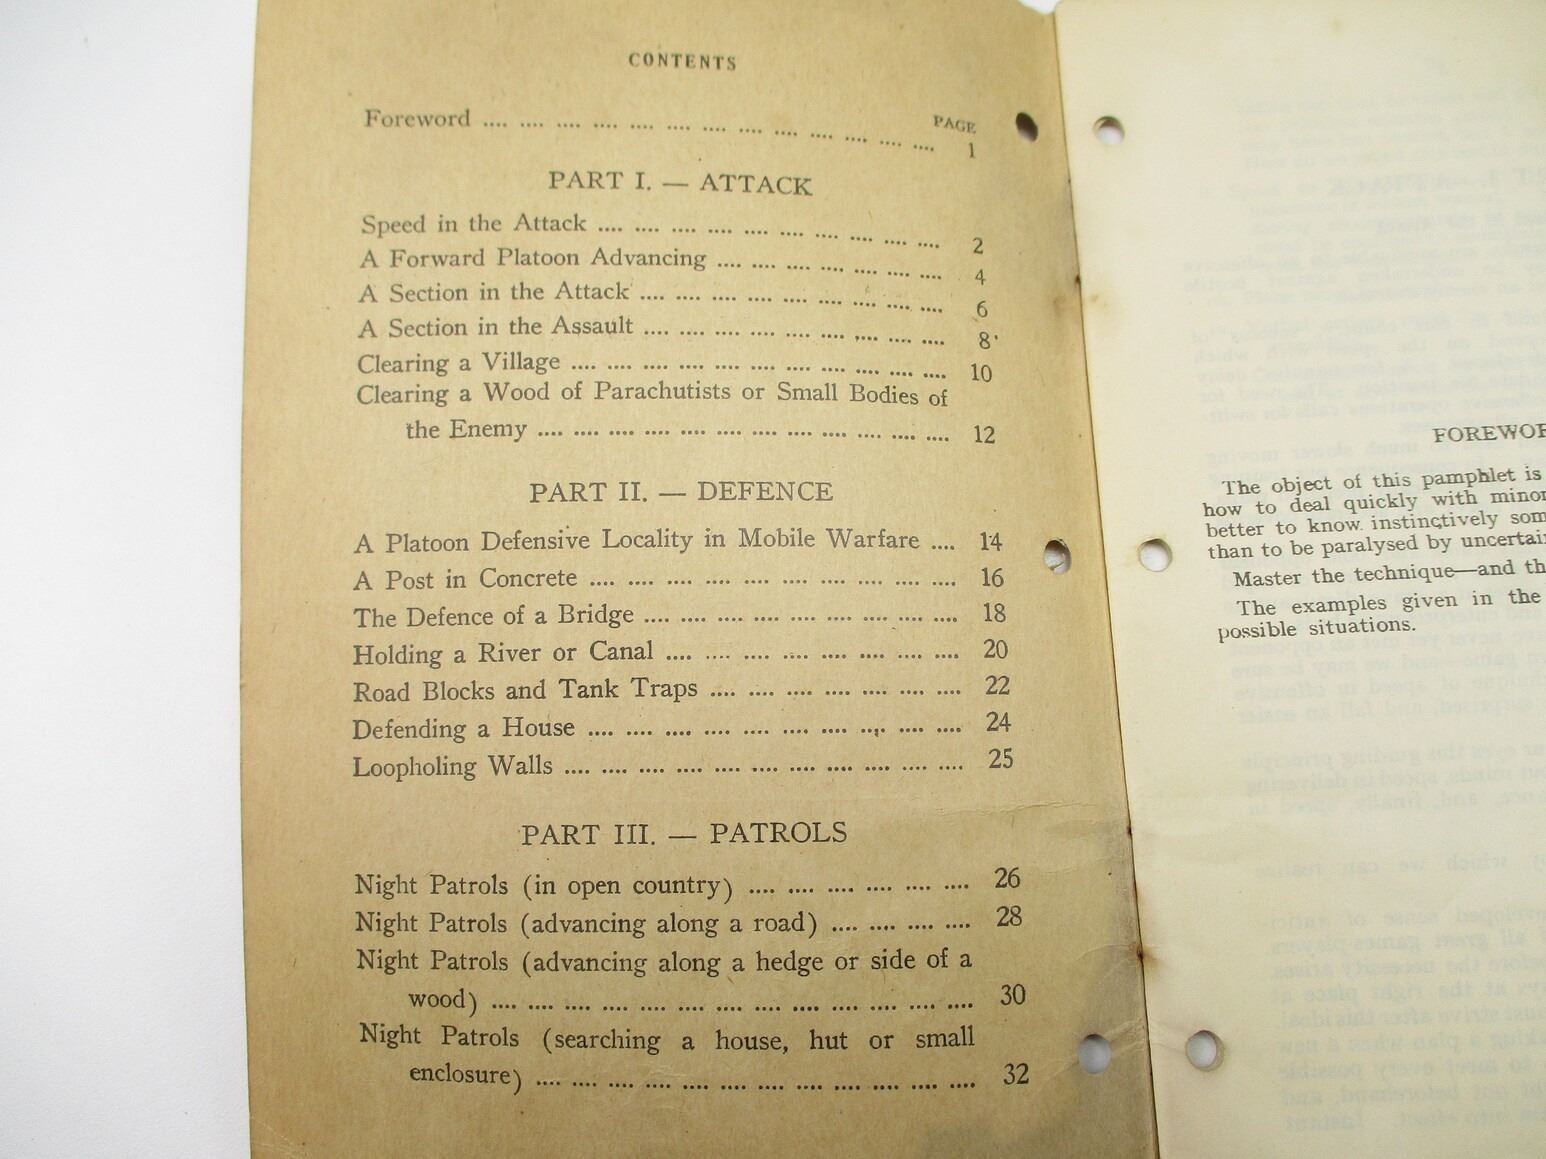 CONTENTS
PAGE
Foreword .... .... .... .... .... .... .... .... .... .... .... .... .... 1
PART I. — ATTACK
Speed in the Attack .... .... .... .... .... .... .... .... .... .... 2
A Forward Platoon Advancing .... .... .... .... .... .... .... 4
A Section in the Attack .... .... .... .... .... .... .... .... .... 6
A Section in the Assault .... .... .... .... .... .... .... .... .... 8
Clearing a Village .... .... .... .... .... .... .... .... .... .... .... 10
Clearing a Wood of Parachutists or Small Bodies of
the Enemy .... .... .... .... .... .... .... .... .... .... .... .... 12
PART II. — DEFENCE
A Platoon Defensive Locality in Mobile Warfare .... 14
A Post in Concrete .... .... .... .... .... .... .... .... .... .... 16
The Defence of a Bridge .... .... .... .... .... .... .... .... .... 18
Holding a River or Canal .... .... .... .... .... .... .... .... 20
Road Blocks and Tank Traps .... .... .... .... .... .... .... 22
Defending a House .... .... .... .... .... .... .... .... .... .... 24
Loopholing Walls .... .... .... .... .... .... .... .... .... .... .... 25
PART III. — PATROLS
Night Patrols (in open country) .... .... .... .... .... .... 26
Night Patrols (advancing along a road) .... .... .... .... 28
Night Patrols (advancing along a hedge or side of a
wood) .... .... .... .... .... .... .... .... .... .... .... .... .... 30
Night Patrols (searching a house, hut or small
enclosure) .... .... .... .... .... .... .... .... .... .... .... .... 32
The object of this pamphlet is
how to deal quickly with
better to know instinctively
than to be paralysed by
Master the technique—and
The examples given in the
possible situations.